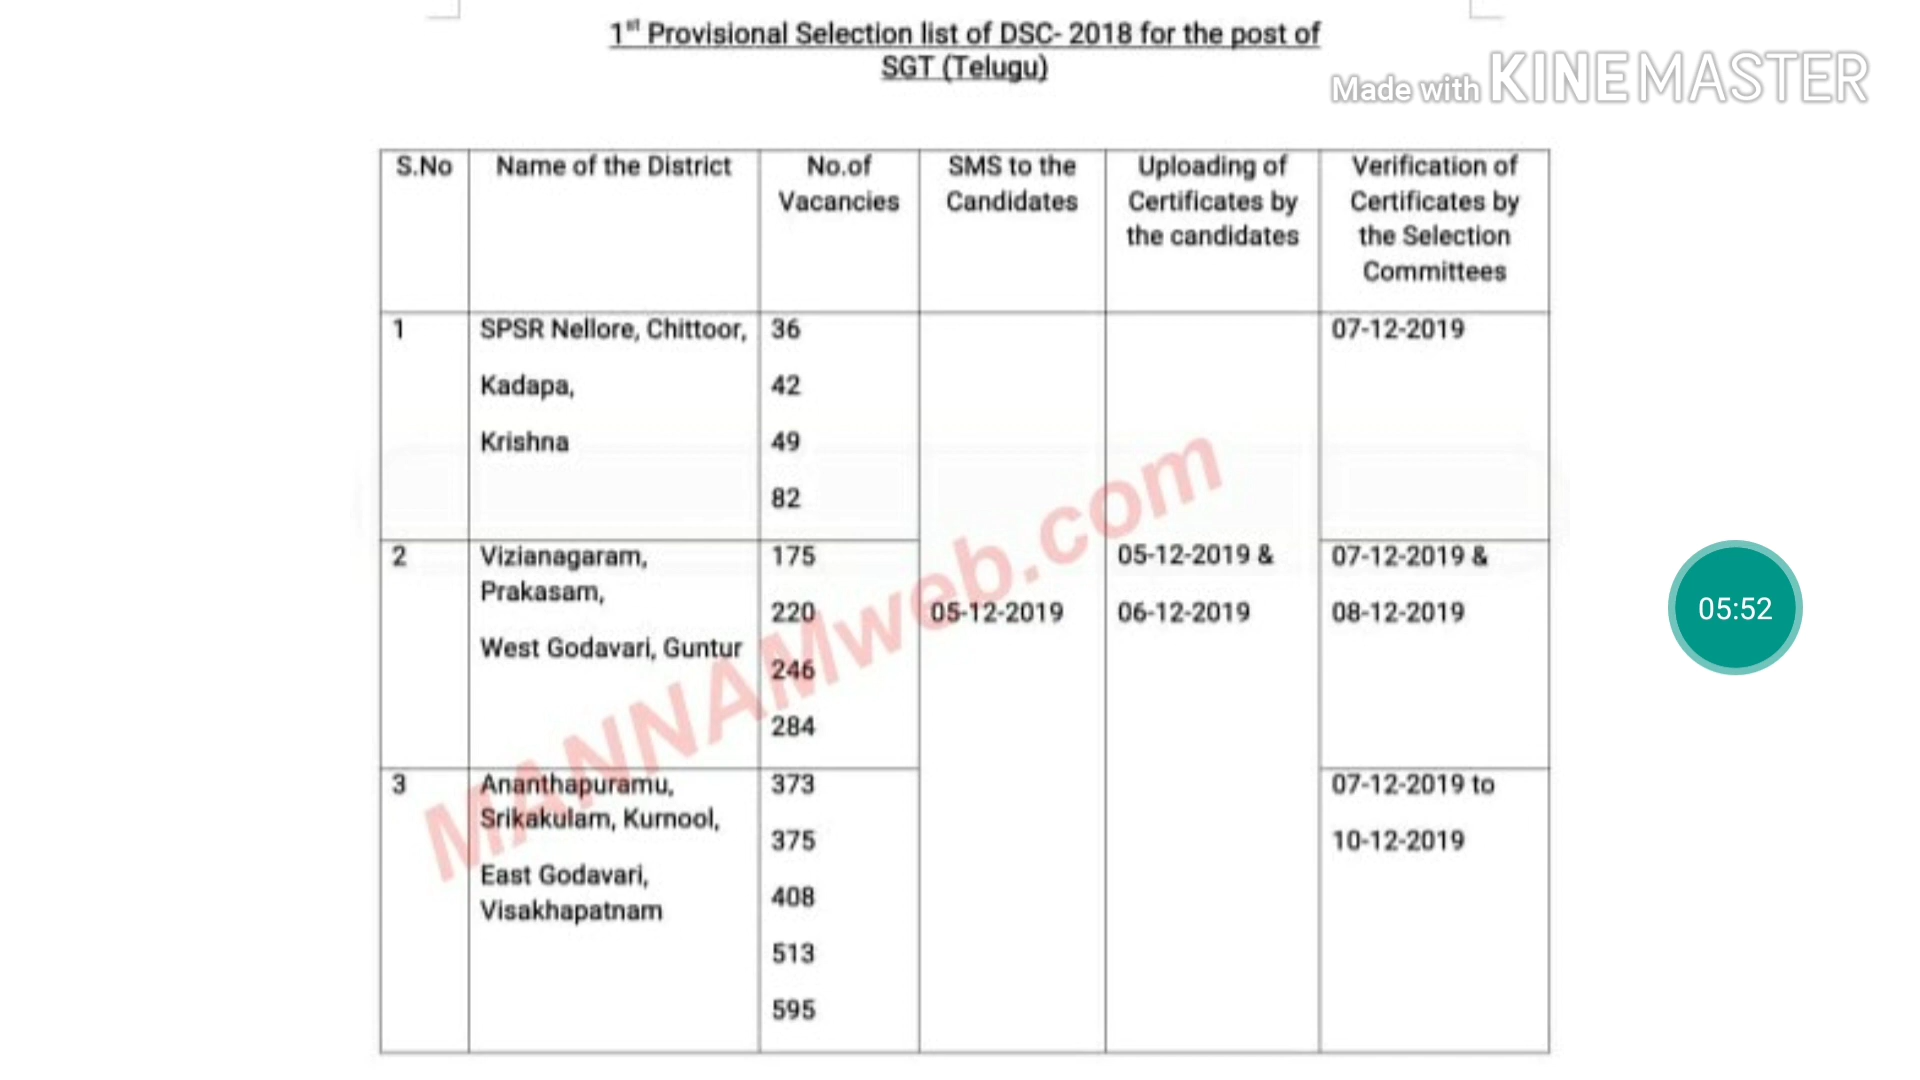 1st Provisional Selection list of DSC- 2018 for the post of
SGT (Telugu)
Made with KINEMASTER
S.No
Name of the District
No.of
Vacancies
SMS to the
Candidates
Uploading of
Certificates by
the candidates
Verification of
Certificates by
the Selection
Committees
1
SPSR Nellore, Chittoor,
Kadapa,
Krishna
36
42
49
82
07-12-2019
2
Vizianagaram,
Prakasam,
West Godavari, Guntur
175
220
246
284
05-12-2019
05-12-2019 &
06-12-2019
07-12-2019 &
08-12-2019
3
Ananthapuramu,
Srikakulam, Kurnool,
East Godavari,
Visakhapatnam
373
375
408
513
595
07-12-2019 to
10-12-2019
MANNAMweb.com
05:52